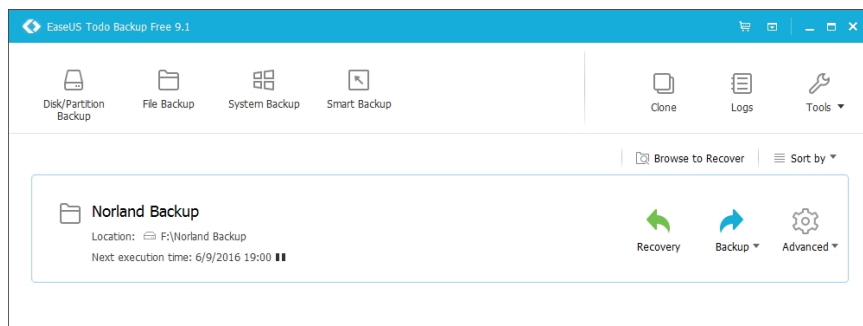 EaseUS Todo Backup Free 9.1
Disk/Partition
Backup
File Backup
System Backup
Smart Backup
Clone
Logs
Tools
Browse to Recover
Sort by
Norland Backup
Location: F:\Norland Backup
Next execution time: 6/9/2016 19:00
Recovery
Backup
Advanced